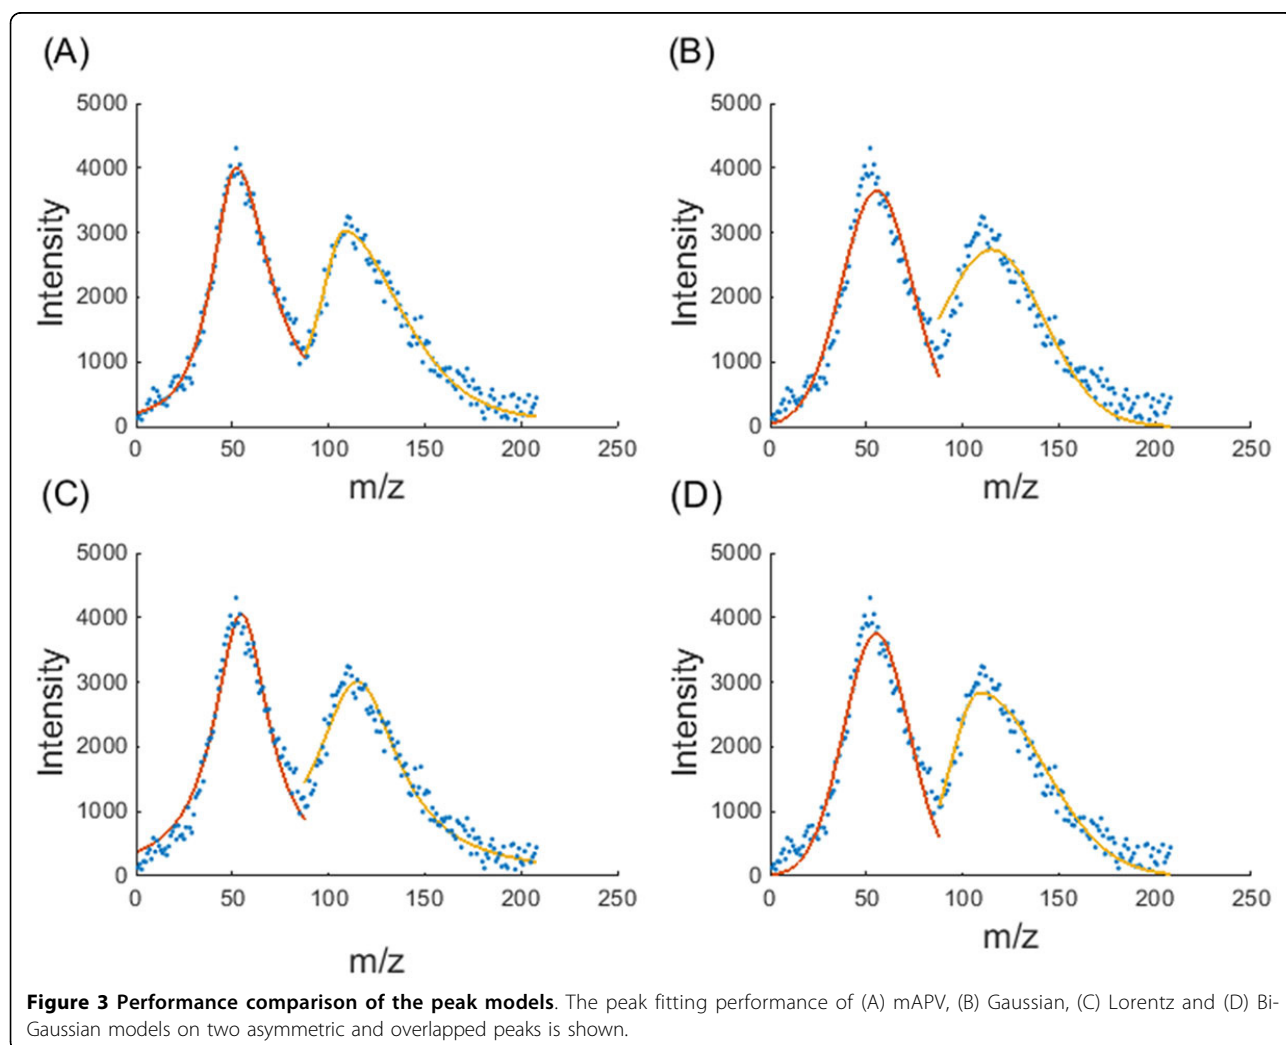 (A)
5000
4000
3000
2000
1000
0
Intensity
0 50 100 150 200 250
m/z
(B)
5000
4000
3000
2000
1000
0
Intensity
0 50 100 150 200 250
m/z
(C)
5000
4000
3000
2000
1000
0
Intensity
0 50 100 150 200 250
m/z
(D)
5000
4000
3000
2000
1000
0
Intensity
0 50 100 150 200 250
m/z
Figure 3 Performance comparison of the peak models. The peak fitting performance of (A) mAPV, (B) Gaussian, (C) Lorentz and (D) Bi-
Gaussian models on two asymmetric and overlapped peaks is shown.